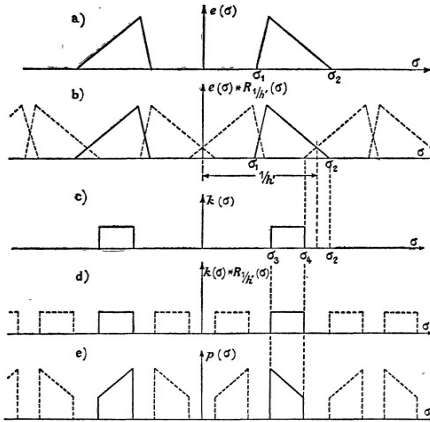 a)
e(σ)
σ₁ σ₂ σ
b)
e(σ)*R₁/ₕ'(σ)
σ₁ σ₂ σ
1/h'
c)
k(σ)
σ
σ₃ σ₄ σ₂
d)
k(σ)*R₁/ₕ'(σ)
σ
e)
p(σ)
σ